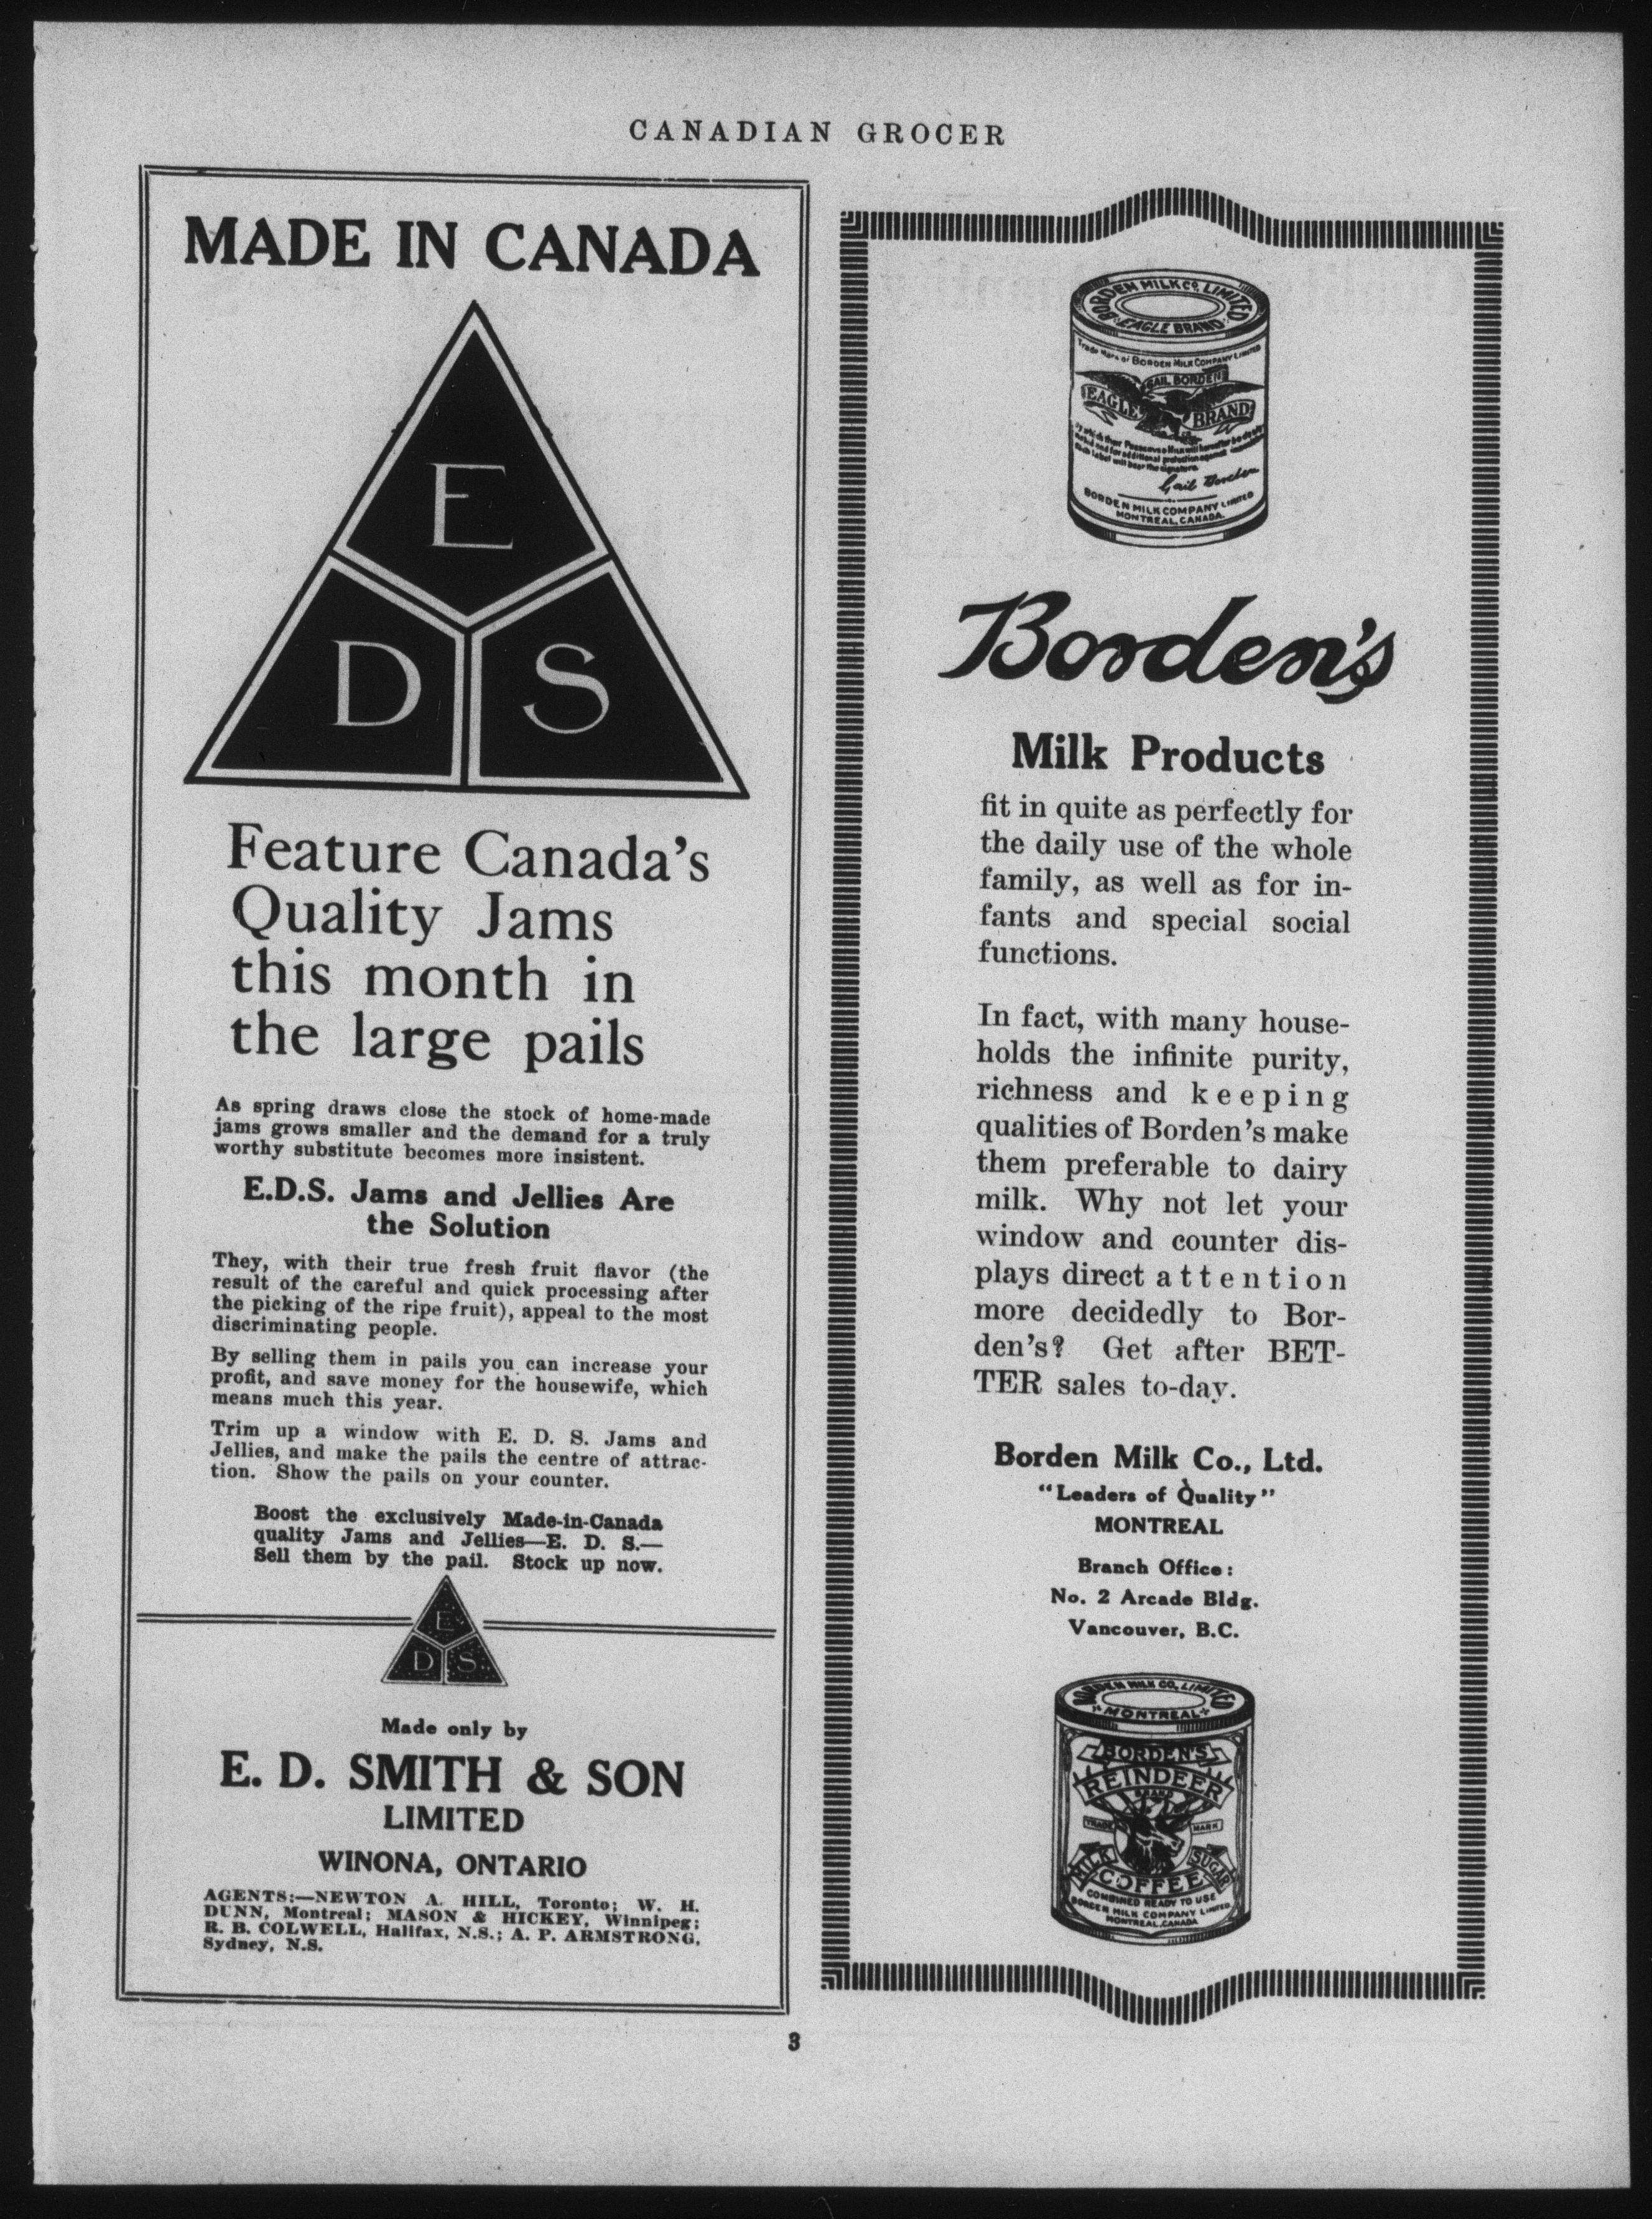 CANADIAN GROCER
MADE IN CANADA
E
D S
Feature Canada's
Quality Jams
this month in
the large pails
As spring draws close the stock of home-made
jams grows smaller and the demand for a truly
worthy substitute becomes more insistent.
E.D.S. Jams and Jellies Are
the Solution
They, with their true fresh fruit flavor (the
result of the careful and quick processing after
the picking of the ripe fruit), appeal to the most
discriminating people.
By selling them in pails you can increase your
profit, and save money for the housewife, which
means much this year.
Trim up a window with E. D. S. Jams and
Jellies, and make the pails the centre of attrac-
tion. Show the pails on your counter.
Boost the exclusively Made-in-Canada
quality Jams and Jellies—E. D. S.—
Sell them by the pail. Stock up now.
E
D S
Made only by
E. D. SMITH & SON
LIMITED
WINONA, ONTARIO
AGENTS:—NEWTON A. HILL, Toronto; W. H.
DUNN, Montreal; MASON & HICKEY, Winnipeg;
R. B. COLWELL, Halifax, N.S.; A. P. ARMSTRONG,
Sydney, N.S.
BORDEN MILK CO. LIMITED
EAGLE BRAND
Trade Mark of BORDEN MILK COMPANY LIMITED
GAIL BORDEN
EAGLE BRAND
Gail Borden
BORDEN MILK COMPANY LIMITED
MONTREAL, CANADA.
Borden's
Milk Products
fit in quite as perfectly for
the daily use of the whole
family, as well as for in-
fants and special social
functions.
In fact, with many house-
holds the infinite purity,
richness and keeping
qualities of Borden's make
them preferable to dairy
milk. Why not let your
window and counter dis-
plays direct attention
more decidedly to Bor-
den's? Get after BET-
TER sales to-day.
Borden Milk Co., Ltd.
"Leaders of Quality"
MONTREAL
Branch Office:
No. 2 Arcade Bldg.
Vancouver, B.C.
BORDEN MILK CO. LIMITED
MONTREAL
BORDEN'S
REINDEER
BRAND
TRADE MARK
MILK SUGAR
COFFEE
COMBINED READY TO USE
BORDEN MILK COMPANY LIMITED
MONTREAL, CANADA
3